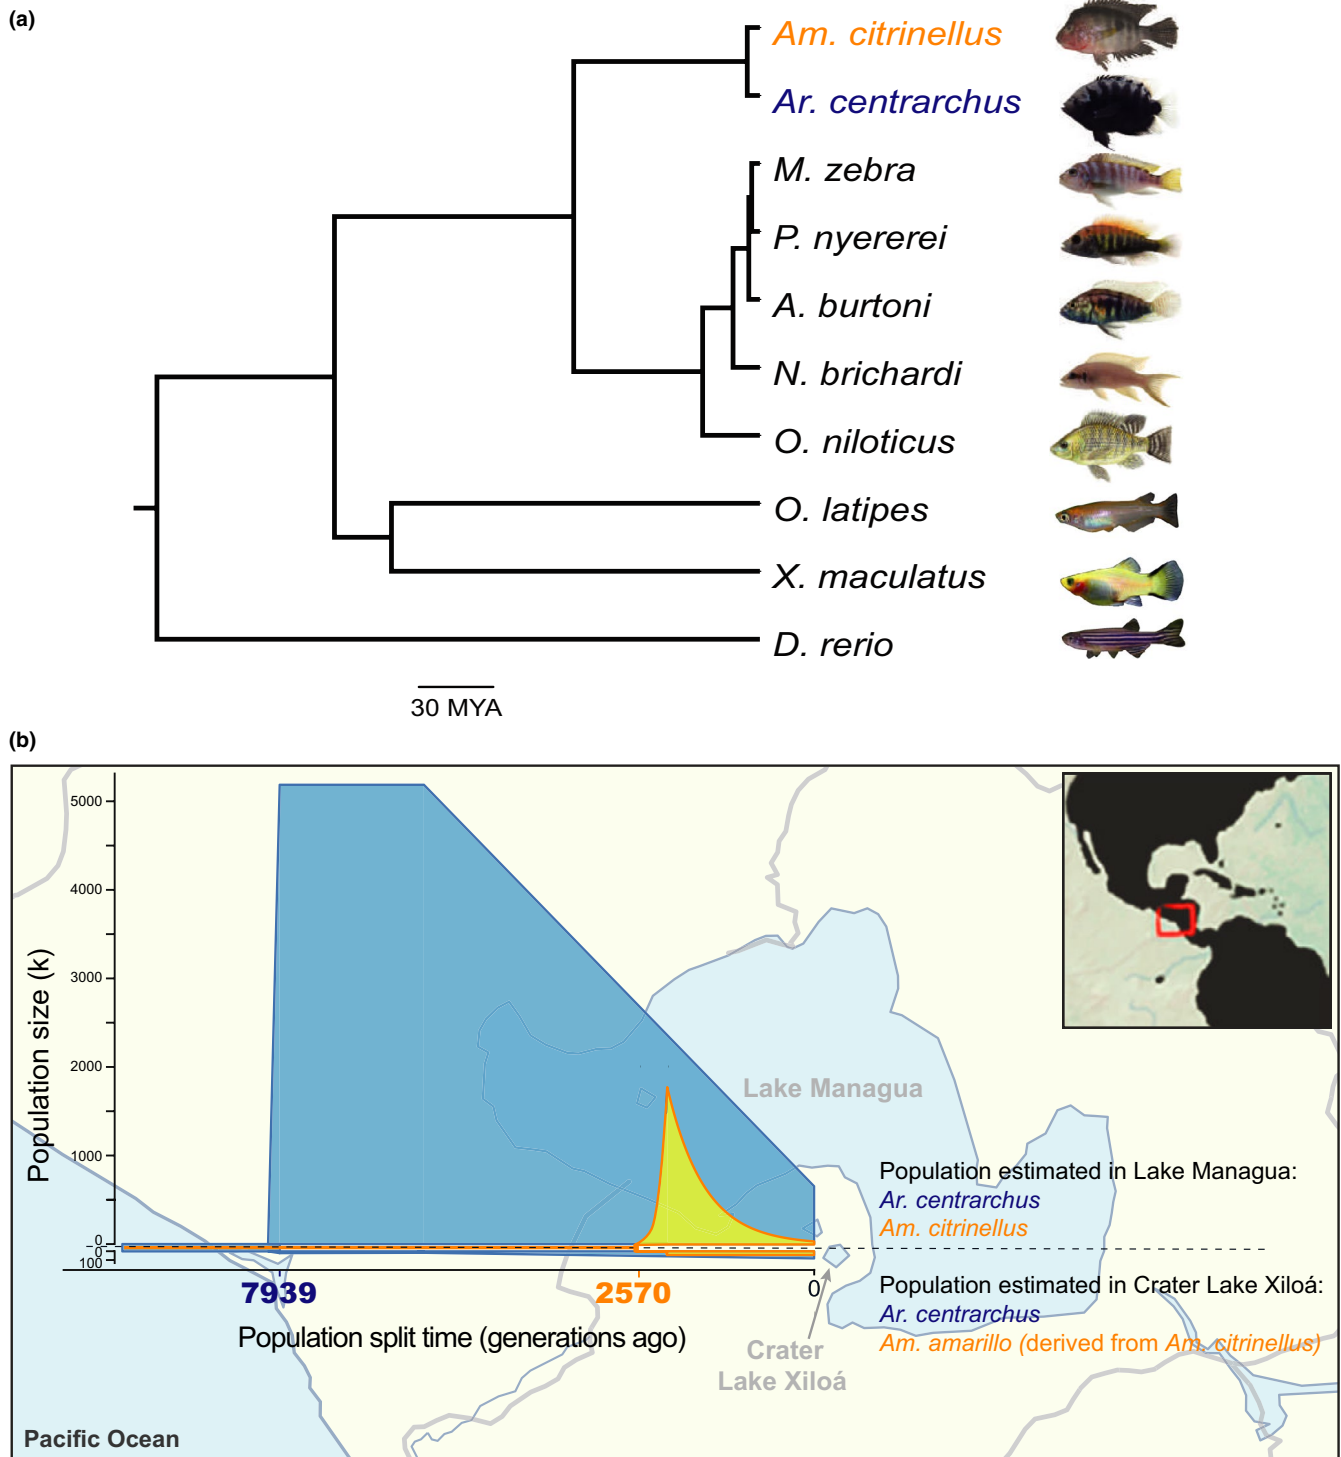 (a)
Am. citrinellus
Ar. centrarchus
M. zebra
P. nyererei
A. burtoni
N. brichardi
O. niloticus
O. latipes
X. maculatus
D. rerio
30 MYA
(b)
Population size (k)
5000
4000
3000
2000
1000
0
0
100
7939
2570
0
Population split time (generations ago)
Lake Managua
Population estimated in Lake Managua:
Ar. centrarchus
Am. citrinellus
Population estimated in Crater Lake Xiloá:
Ar. centrarchus
Am. amarillo (derived from Am. citrinellus)
Crater
Lake Xiloá
Pacific Ocean